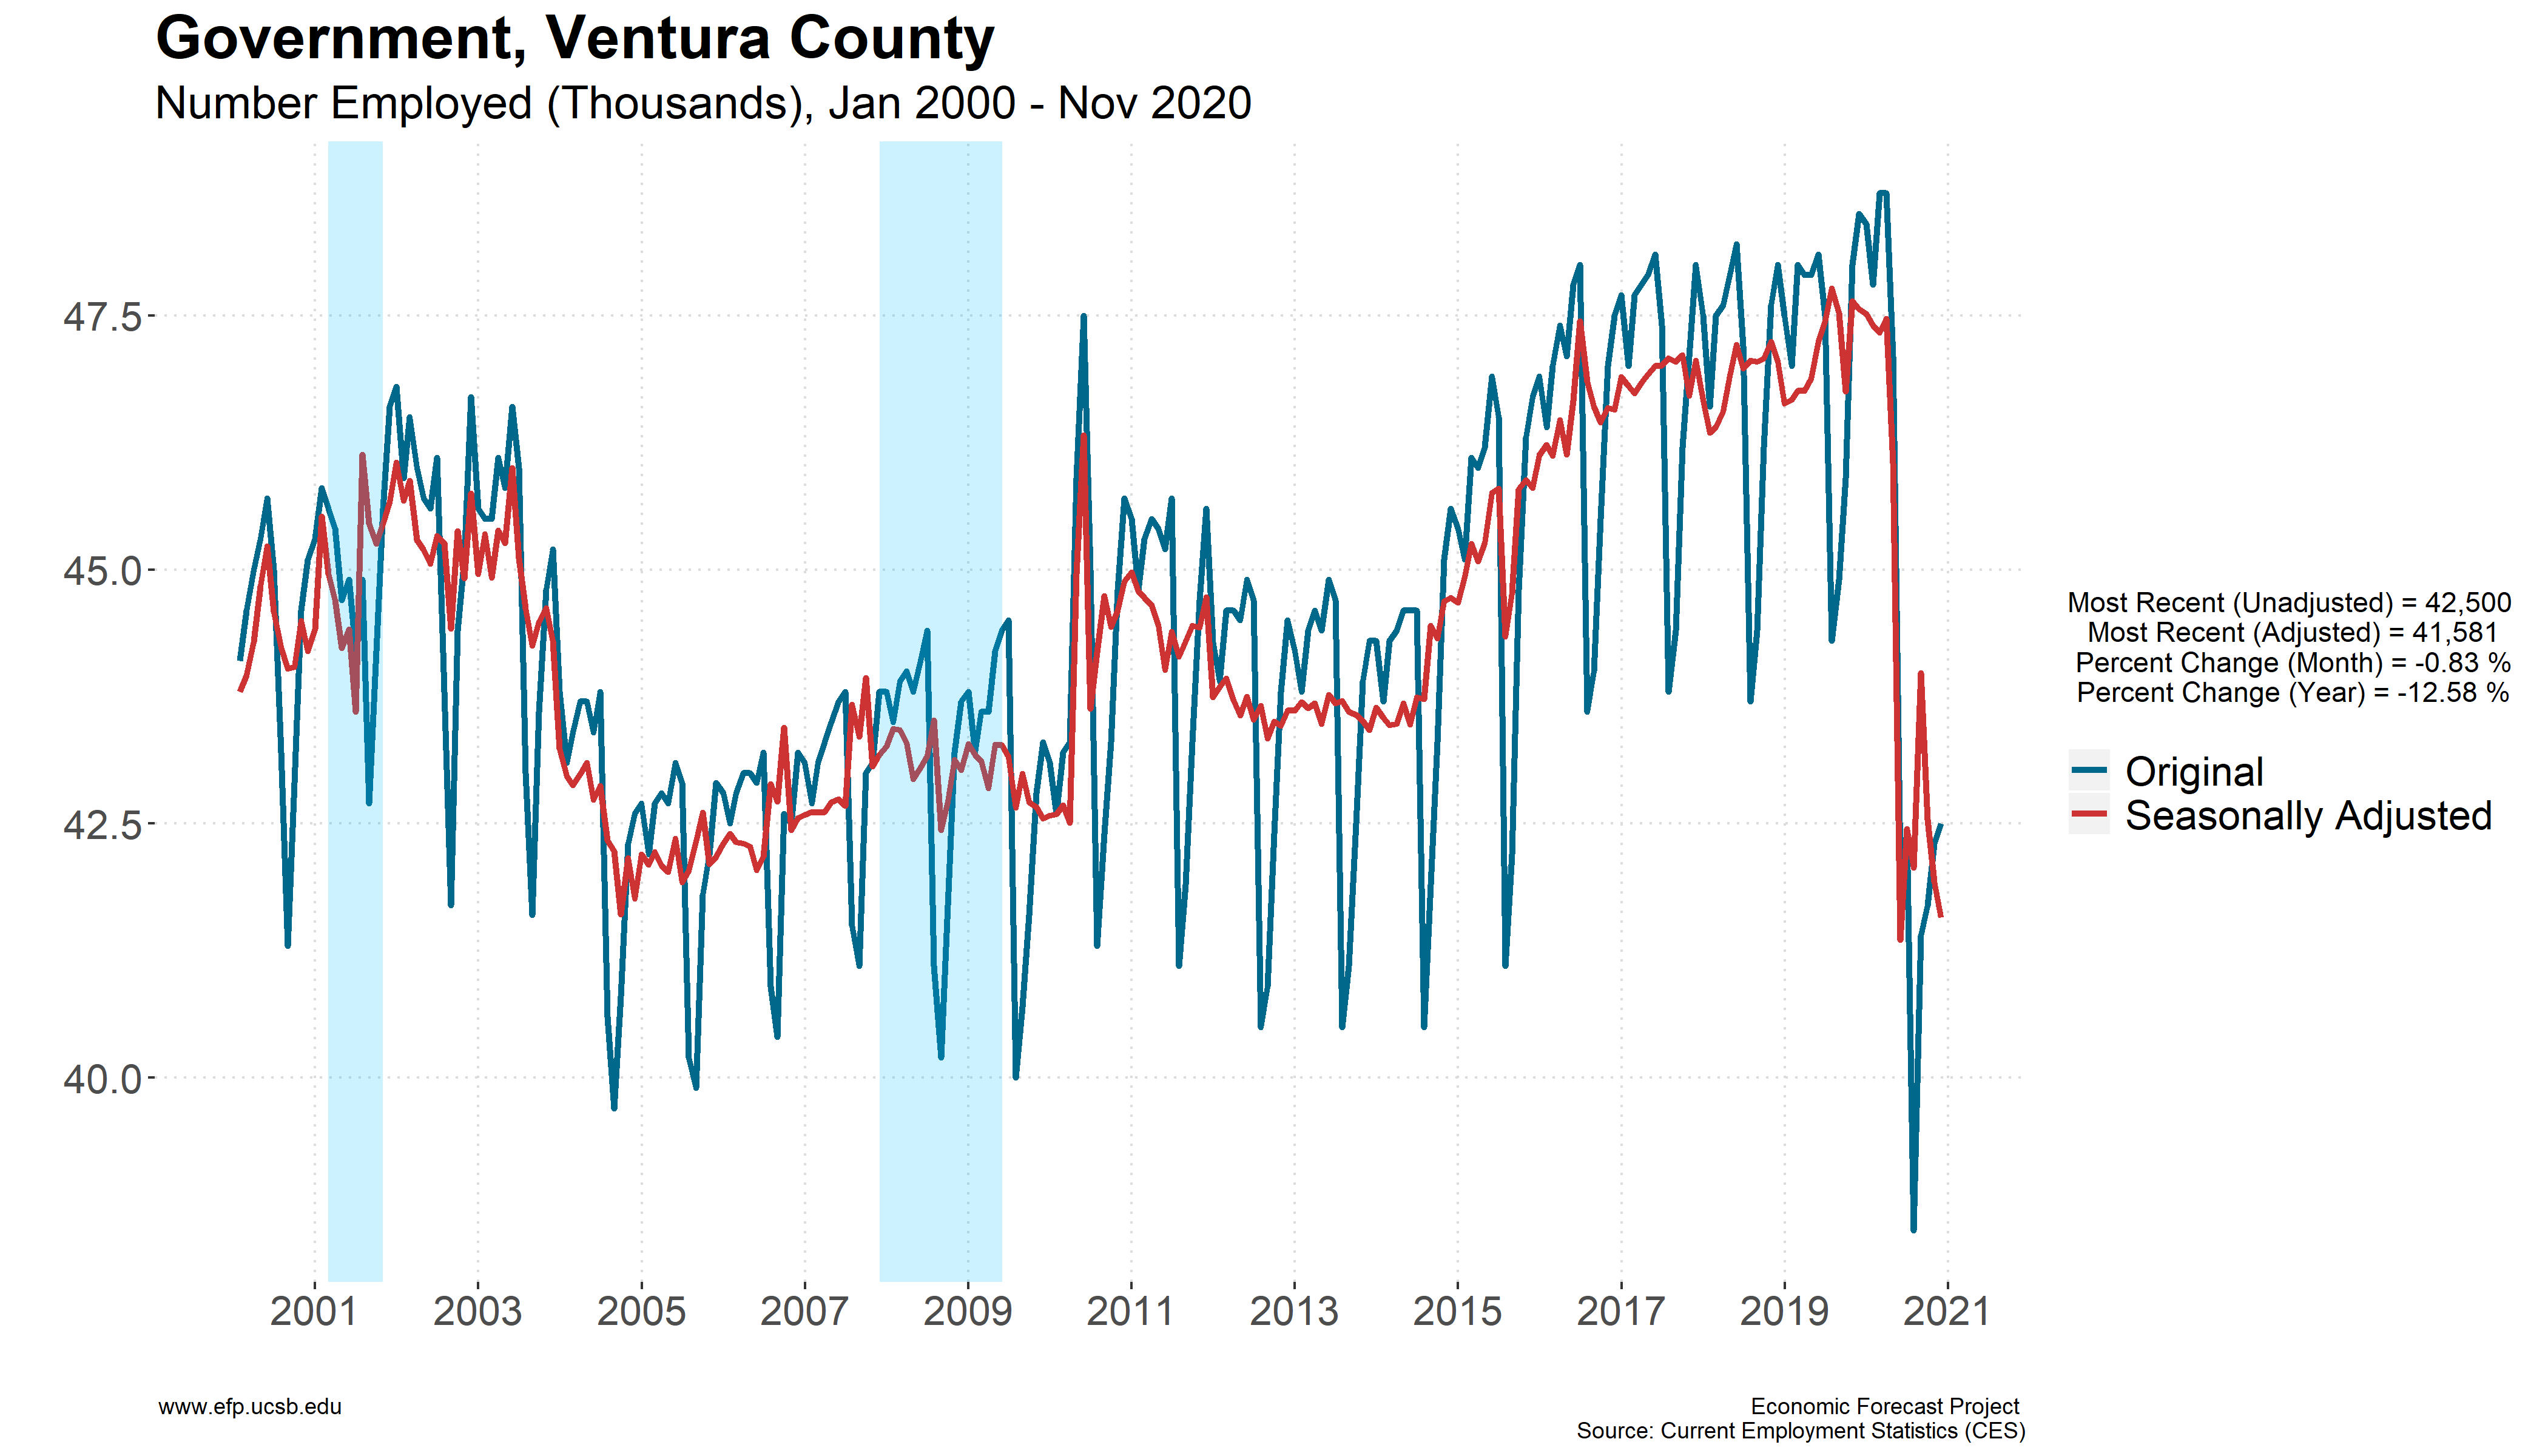 Government, Ventura County
Number Employed (Thousands), Jan 2000 - Nov 2020
47.5
45.0
42.5
40.0
2001 2003 2005 2007 2009 2011 2013 2015 2017 2019 2021
Most Recent (Unadjusted) = 42,500
Most Recent (Adjusted) = 41,581
Percent Change (Month) = -0.83 %
Percent Change (Year) = -12.58 %
Original
Seasonally Adjusted
www.efp.ucsb.edu
Economic Forecast Project
Source: Current Employment Statistics (CES)